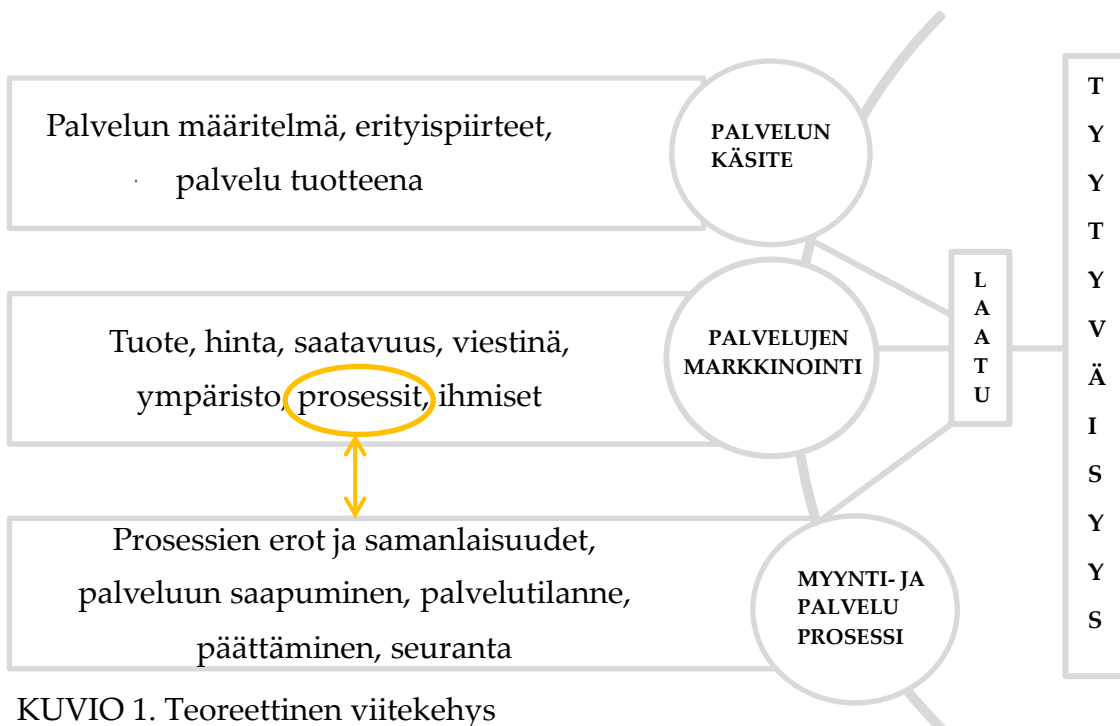 Palvelun määritelmä, erityispiirteet,
palvelu tuotteena
PALVELUN
KÄSITE
Tuote, hinta, saatavuus, viestinä,
ympäristo, prosessit, ihmiset
PALVELUJEN
MARKKINOINTI
Prosessien erot ja samanlaisuudet,
palveluun saapuminen, palvelutilanne,
päättäminen, seuranta
MYYNTI- JA
PALVELU
PROSESSI
L
A
A
T
U
T
Y
Y
T
Y
V
Ä
I
S
Y
Y
S
KUVIO 1. Teoreettinen viitekehys